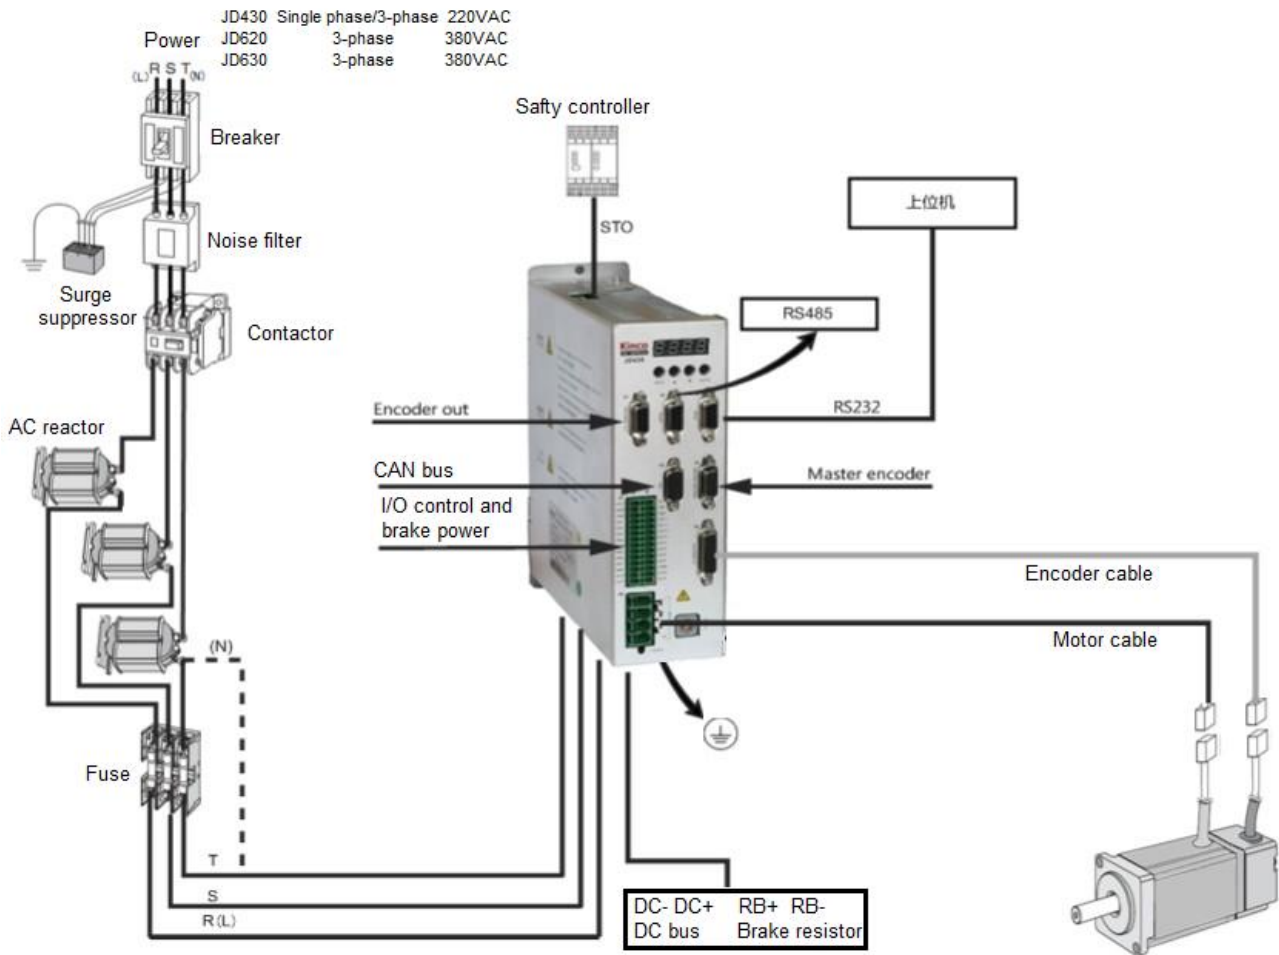 JD430 Single phase/3-phase 220VAC
JD620 3-phase 380VAC
JD630 3-phase 380VAC
Power
(L) R S T (N)
Breaker
Noise filter
Surge
suppressor
Contactor
AC reactor
(N)
Fuse
T
S
R(L)
Safty controller
STO
上位机
RS485
Kinco
Encoder out
RS232
CAN bus
Master encoder
I/O control and
brake power
Encoder cable
Motor cable
DC- DC+ RB+ RB-
DC bus Brake resistor